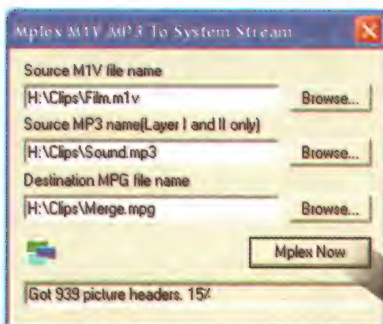 Mplex M1V MP3 To System Stream
Source M1V file name
H:\Clips\Film.m1v
Browse...
Source MP3 name(Layer I and II only)
H:\Clips\Sound.mp3
Browse...
Destination MPG file name
H:\Clips\Merge.mpg
Browse...
Mplex Now
Got 939 picture headers. 15%